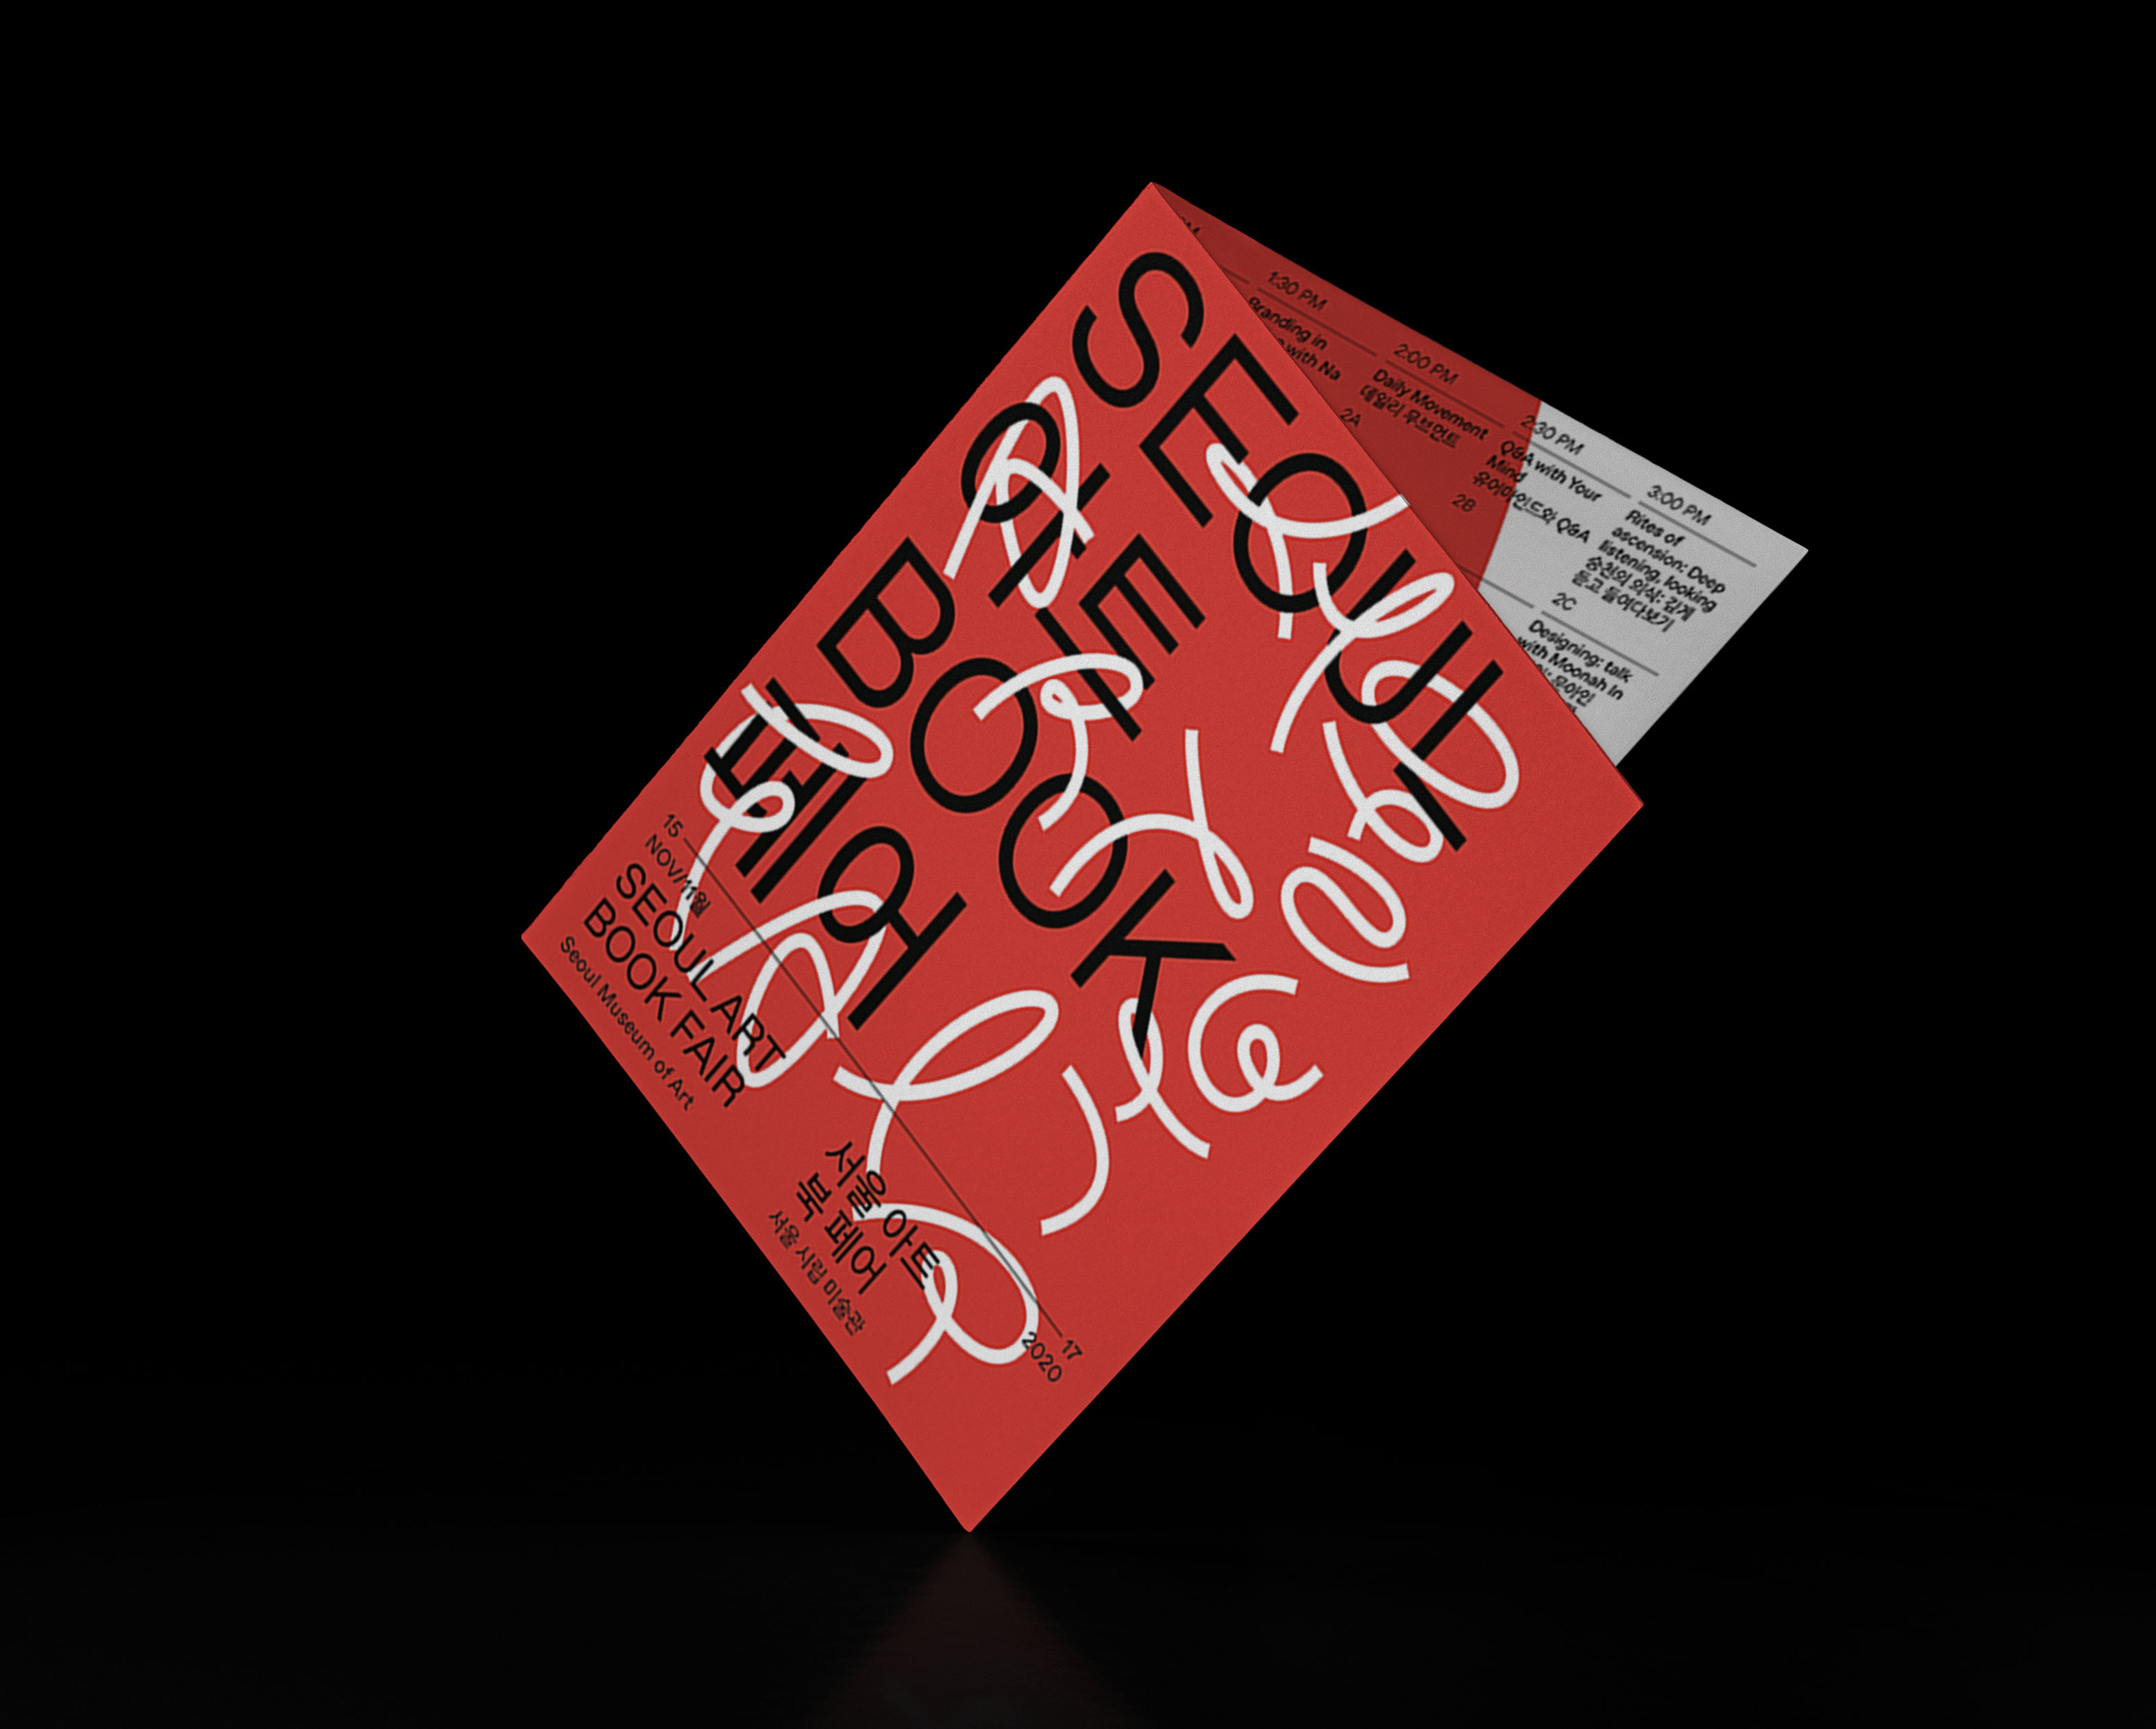 SEOUL
아트
BOOK
페어
15
NOV/11월
SEOUL ART
BOOK FAIR
Seoul Museum of Art
서울 아트
북 페어
서울 시립 미술관
17
2020
1:30 PM
Branding in
with Na
2A
2:00 PM
Daily Movement
데일리 무브먼트
2B
2:30 PM
Q&A with Your
Mind
유어마인드와 Q&A
2C
3:00 PM
Rites of
ascension: Deep
listening, looking
승천의 의식: 깊게
듣고 들여다보기
Designing: talk
with Moonah In
문아인